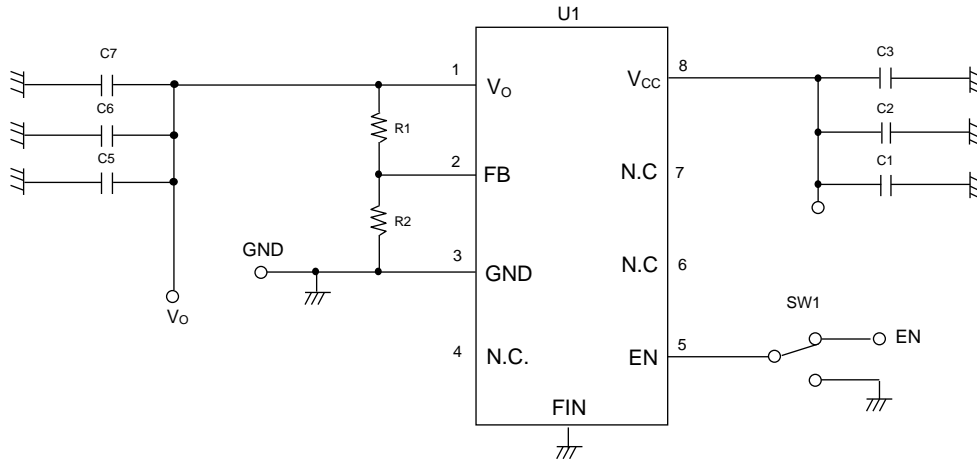 U1
C7
C6
C5
1
VO
R1
2
FB
R2
GND
3
GND
VO
4
N.C.
FIN
8
VCC
C3
C2
C1
N.C
7
N.C
6
SW1
EN
5
EN